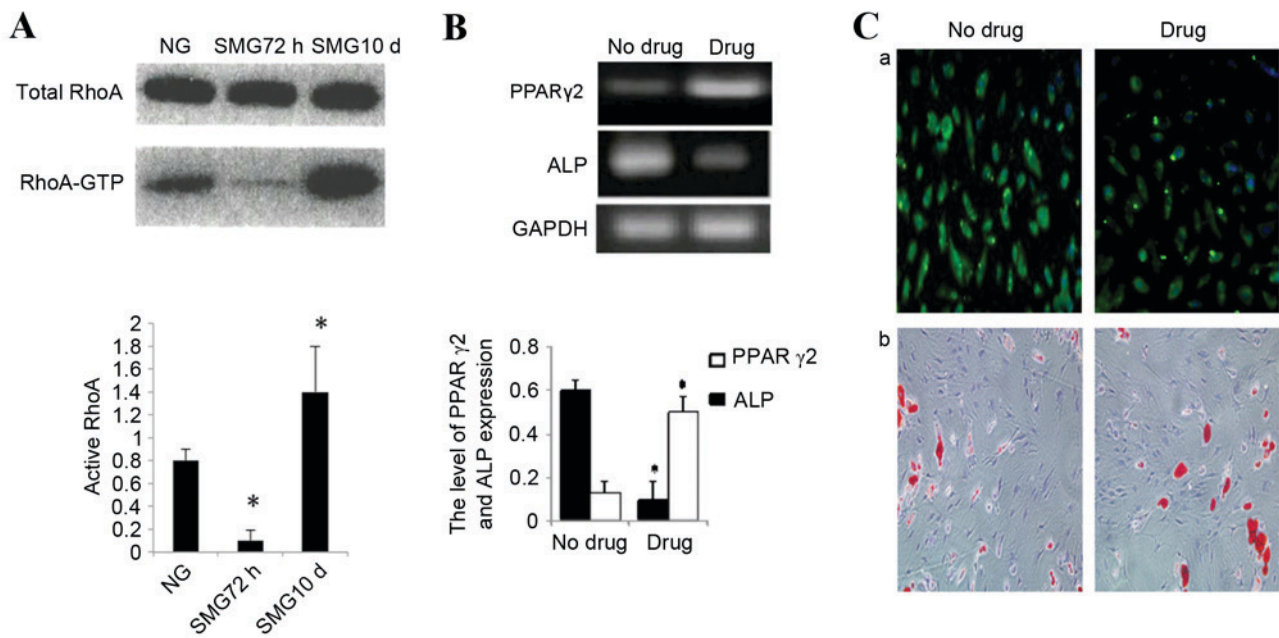 A
NG SMG72 h SMG10 d
Total RhoA
RhoA-GTP
Active RhoA
2
1.8
1.6
1.4
1.2
1
0.8
0.6
0.4
0.2
0
*
*
NG
SMG72 h
SMG10 d
B
No drug Drug
PPARγ2
ALP
GAPDH
The level of PPAR γ2
and ALP expression
0.8
0.6
0.4
0.2
0
*
*
PPAR γ2
ALP
No drug Drug
C
No drug Drug
a
b